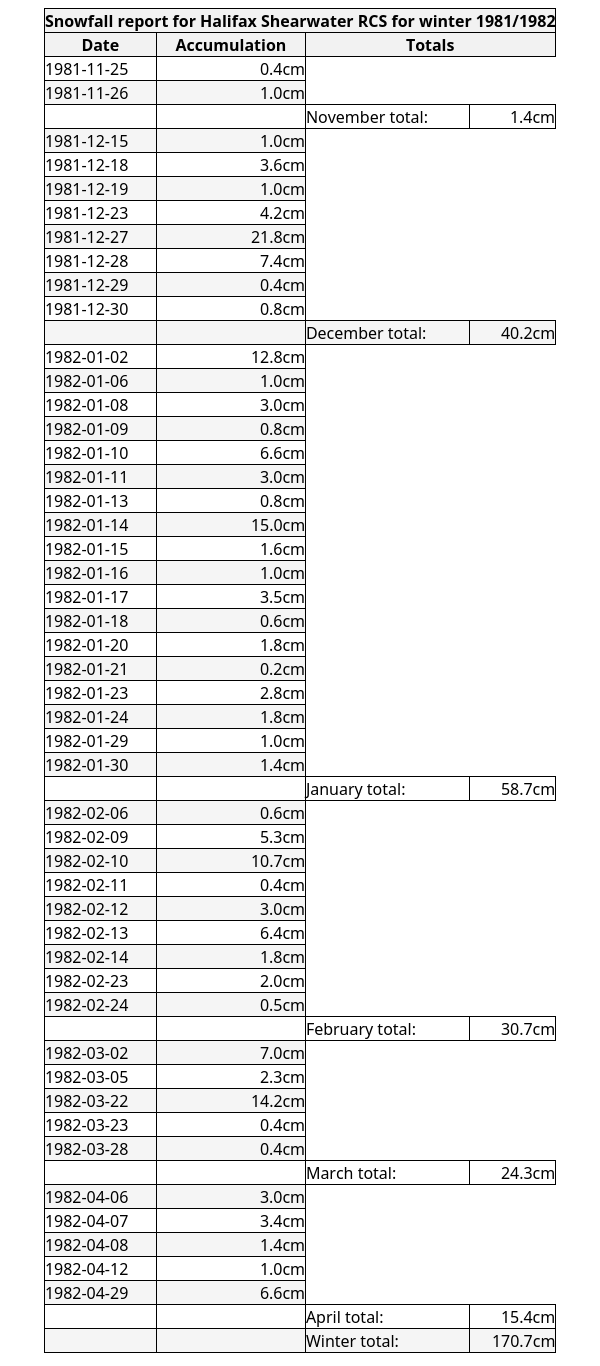 Snowfall report for Halifax Shearwater RCS for winter 1981/1982
Date Accumulation Totals
1981-11-25 0.4cm
1981-11-26 1.0cm
November total: 1.4cm
1981-12-15 1.0cm
1981-12-18 3.6cm
1981-12-19 1.0cm
1981-12-23 4.2cm
1981-12-27 21.8cm
1981-12-28 7.4cm
1981-12-29 0.4cm
1981-12-30 0.8cm
December total: 40.2cm
1982-01-02 12.8cm
1982-01-06 1.0cm
1982-01-08 3.0cm
1982-01-09 0.8cm
1982-01-10 6.6cm
1982-01-11 3.0cm
1982-01-13 0.8cm
1982-01-14 15.0cm
1982-01-15 1.6cm
1982-01-16 1.0cm
1982-01-17 3.5cm
1982-01-18 0.6cm
1982-01-20 1.8cm
1982-01-21 0.2cm
1982-01-23 2.8cm
1982-01-24 1.8cm
1982-01-29 1.0cm
1982-01-30 1.4cm
January total: 58.7cm
1982-02-06 0.6cm
1982-02-09 5.3cm
1982-02-10 10.7cm
1982-02-11 0.4cm
1982-02-12 3.0cm
1982-02-13 6.4cm
1982-02-14 1.8cm
1982-02-23 2.0cm
1982-02-24 0.5cm
February total: 30.7cm
1982-03-02 7.0cm
1982-03-05 2.3cm
1982-03-22 14.2cm
1982-03-23 0.4cm
1982-03-28 0.4cm
March total: 24.3cm
1982-04-06 3.0cm
1982-04-07 3.4cm
1982-04-08 1.4cm
1982-04-12 1.0cm
1982-04-29 6.6cm
April total: 15.4cm
Winter total: 170.7cm